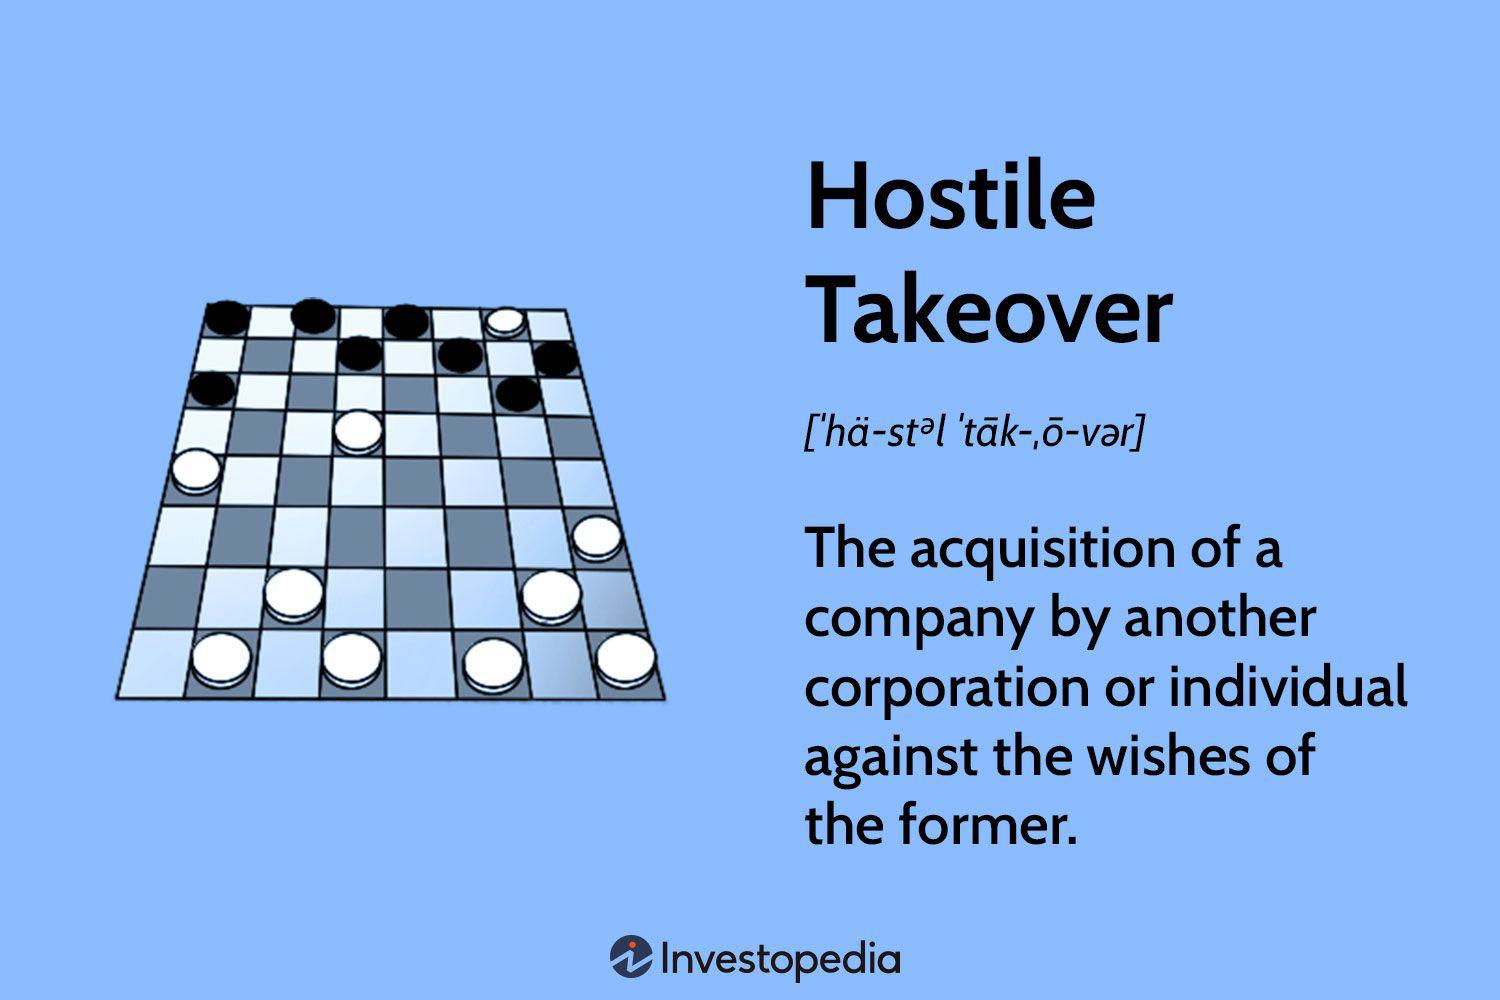 Hostile
Takeover
[ˈhä-stᵊl ˈtāk-ˌō-vər]
The acquisition of a
company by another
corporation or individual
against the wishes of
the former.
Investopedia